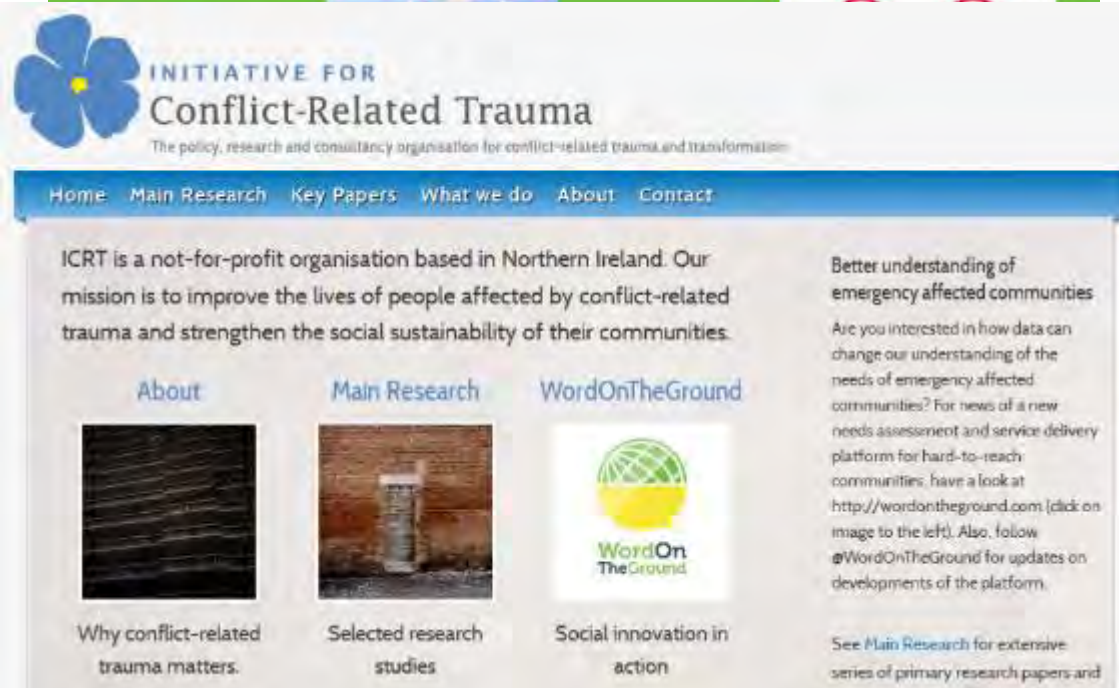 INITIATIVE FOR
Conflict-Related Trauma
The policy, research and consultancy organisation for conflict-related trauma and transformation
Home Main Research Key Papers What we do About Contact
ICRT is a not-for-profit organisation based in Northern Ireland. Our
mission is to improve the lives of people affected by conflict-related
trauma and strengthen the social sustainability of their communities.
About
Why conflict-related
trauma matters.
Main Research
Selected research
studies
WordOnTheGround
WordOn
TheGround
Social innovation in
action
Better understanding of
emergency affected communities
Are you interested in how data can
change our understanding of the
needs of emergency affected
communities? For news of a new
needs assessment and service delivery
platform for hard-to-reach
communities, have a look at
http://wordontheground.com (click on
image to the left). Also, follow
@WordOnTheGround for updates on
developments of the platform.
See Main Research for extensive
series of primary research papers and